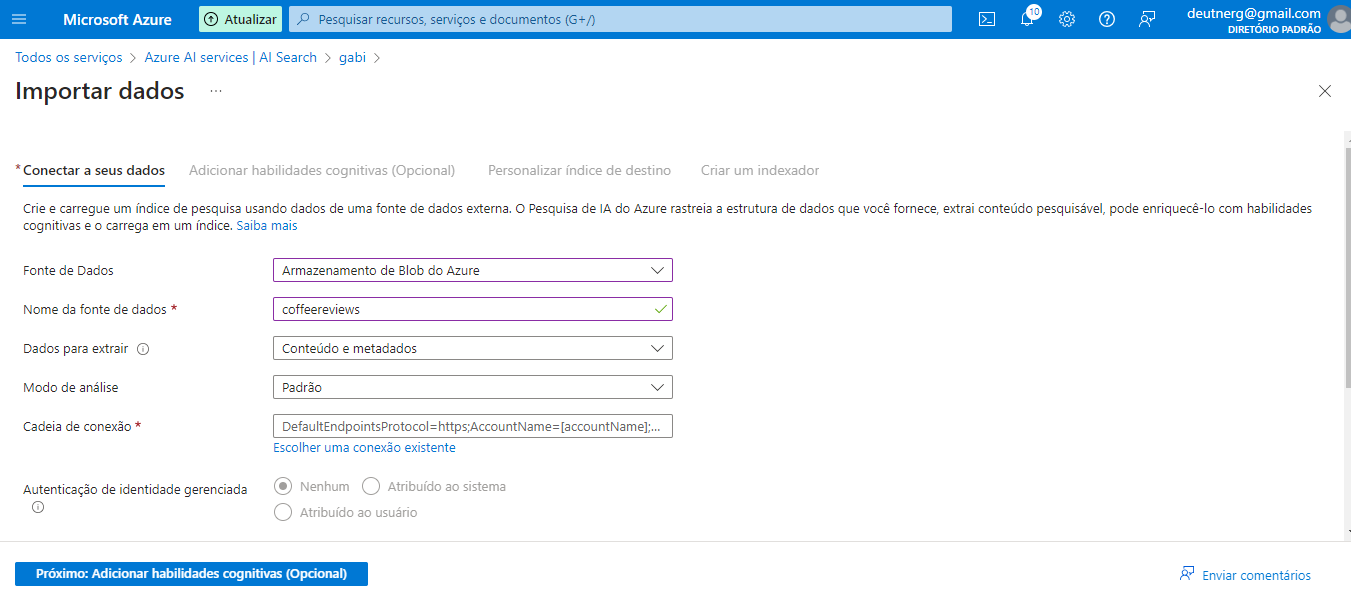 Microsoft Azure
Atualizar
Pesquisar recursos, serviços e documentos (G+/)
10
deutnerg@gmail.com
DIRETÓRIO PADRÃO
Todos os serviços > Azure AI services | AI Search > gabi >
Importar dados ...
* Conectar a seus dados Adicionar habilidades cognitivas (Opcional) Personalizar índice de destino Criar um indexador
Crie e carregue um índice de pesquisa usando dados de uma fonte de dados externa. O Pesquisa de IA do Azure rastreia a estrutura de dados que você fornece, extrai conteúdo pesquisável, pode enriquecê-lo com habilidades
cognitivas e o carrega em um índice. Saiba mais
Fonte de Dados
Armazenamento de Blob do Azure
Nome da fonte de dados *
coffeereviews
Dados para extrair
Conteúdo e metadados
Modo de análise
Padrão
Cadeia de conexão *
DefaultEndpointsProtocol=https;AccountName=[accountName];...
Escolher uma conexão existente
Autenticação de identidade gerenciada
Nenhum Atribuído ao sistema
Atribuído ao usuário
Próximo: Adicionar habilidades cognitivas (Opcional)
Enviar comentários